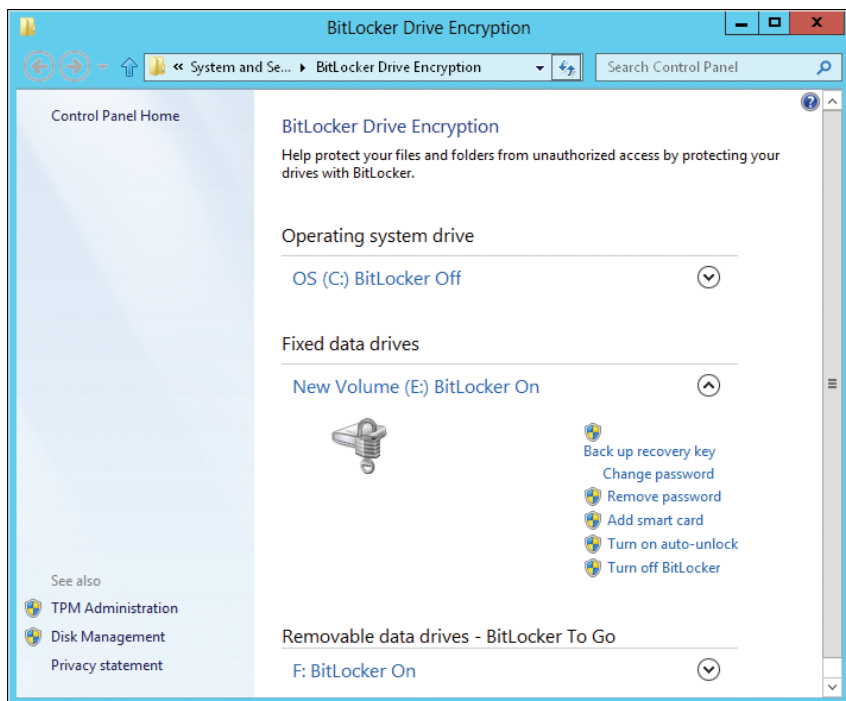 BitLocker Drive Encryption
« System and Se... ▸ BitLocker Drive Encryption
Search Control Panel
Control Panel Home
BitLocker Drive Encryption
Help protect your files and folders from unauthorized access by protecting your
drives with BitLocker.
Operating system drive
OS (C:) BitLocker Off
Fixed data drives
New Volume (E:) BitLocker On
Back up recovery key
Change password
Remove password
Add smart card
Turn on auto-unlock
Turn off BitLocker
See also
TPM Administration
Disk Management
Privacy statement
Removable data drives - BitLocker To Go
F: BitLocker On